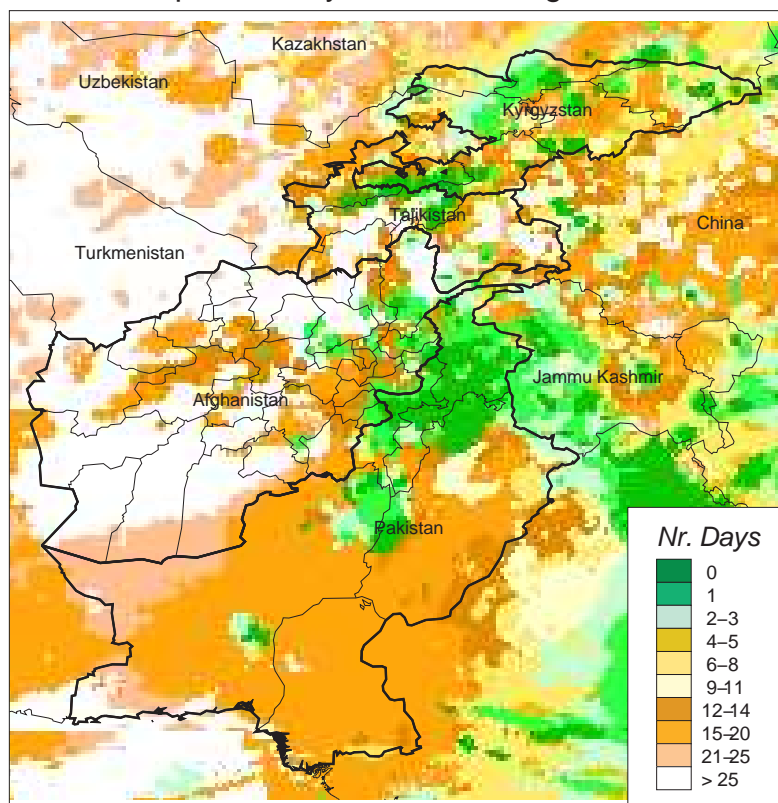 Kazakhstan
Uzbekistan
Kyrgyzstan
Tajikistan
China
Turkmenistan
Jammu Kashmir
Afghanistan
Pakistan
Nr. Days
0
1
2–3
4–5
6–8
9–11
12–14
15–20
21–25
> 25